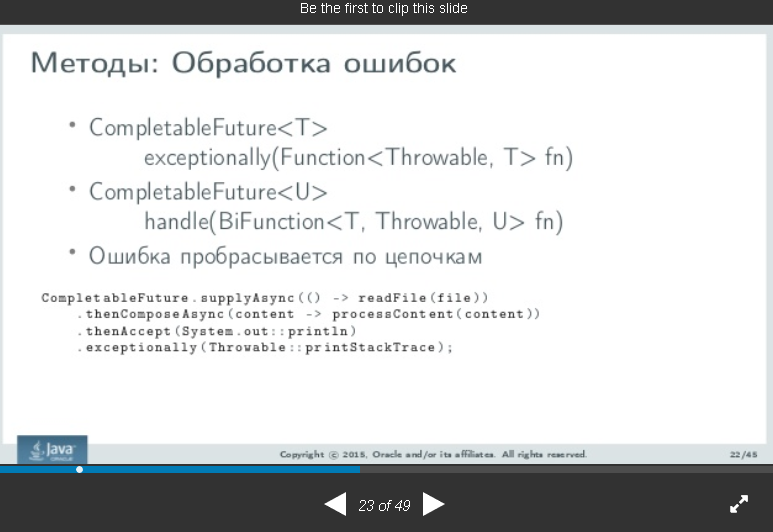 Be the first to clip this slide
Методы: Обработка ошибок
• CompletableFuture<T>
exceptionally(Function<Throwable, T> fn)
• CompletableFuture<U>
handle(BiFunction<T, Throwable, U> fn)
• Ошибка пробрасывается по цепочкам
CompletableFuture.supplyAsync(() -> readFile(file))
.thenComposeAsync(content -> processContent(content))
.thenAccept(System.out::println)
.exceptionally(Throwable::printStackTrace);
Java
ORACLE
Copyright © 2015, Oracle and/or its affiliates. All rights reserved.
22/45
23 of 49